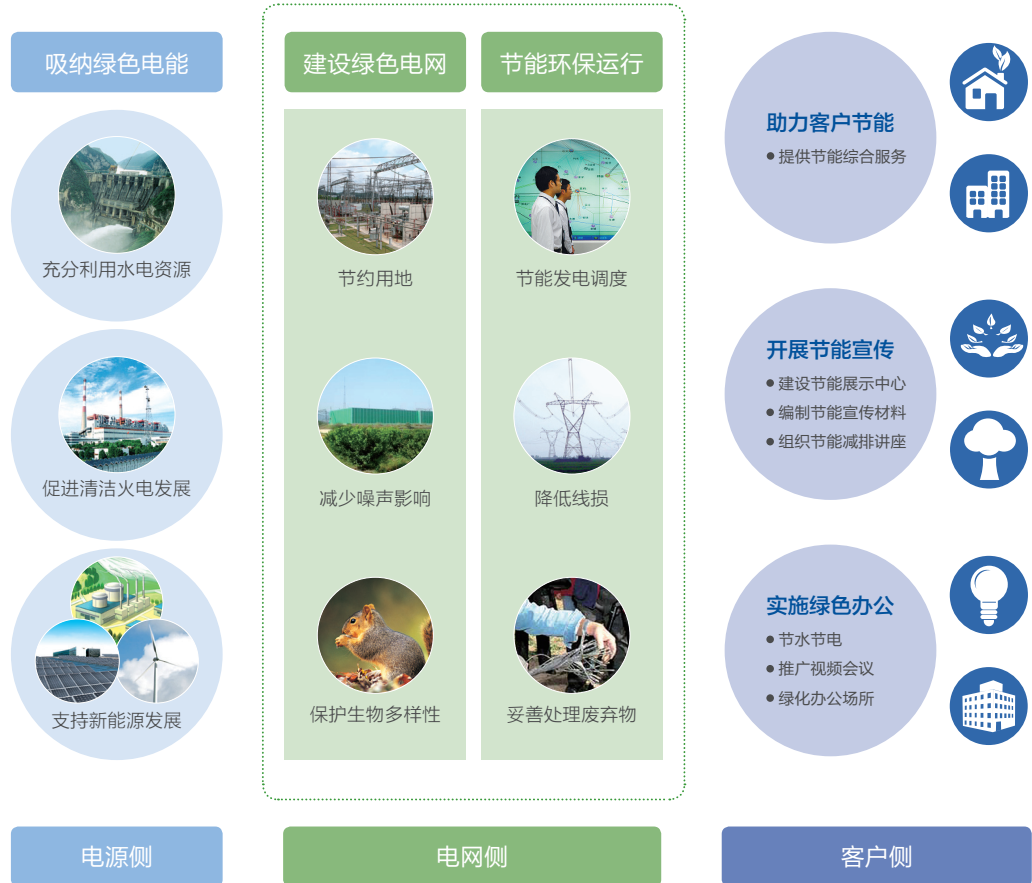 吸纳绿色电能
充分利用水电资源
促进清洁火电发展
支持新能源发展
电源侧
建设绿色电网
节能环保运行
节约用地
节能发电调度
减少噪声影响
降低线损
保护生物多样性
妥善处理废弃物
电网侧
助力客户节能
● 提供节能综合服务
开展节能宣传
● 建设节能展示中心
● 编制节能宣传材料
● 组织节能减排讲座
实施绿色办公
● 节水节电
● 推广视频会议
● 绿化办公场所
客户侧